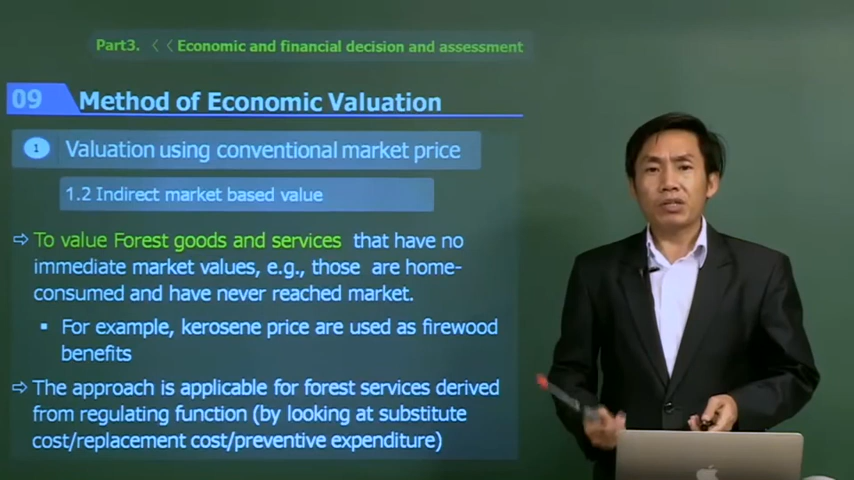 Part3. 〈〈 Economic and financial decision and assessment
09 Method of Economic Valuation
1 Valuation using conventional market price
1.2 Indirect market based value
⇨ To value Forest goods and services that have no
immediate market values, e.g., those are home-
consumed and have never reached market.
▪ For example, kerosene price are used as firewood
benefits
⇨ The approach is applicable for forest services derived
from regulating function (by looking at substitute
cost/replacement cost/preventive expenditure)